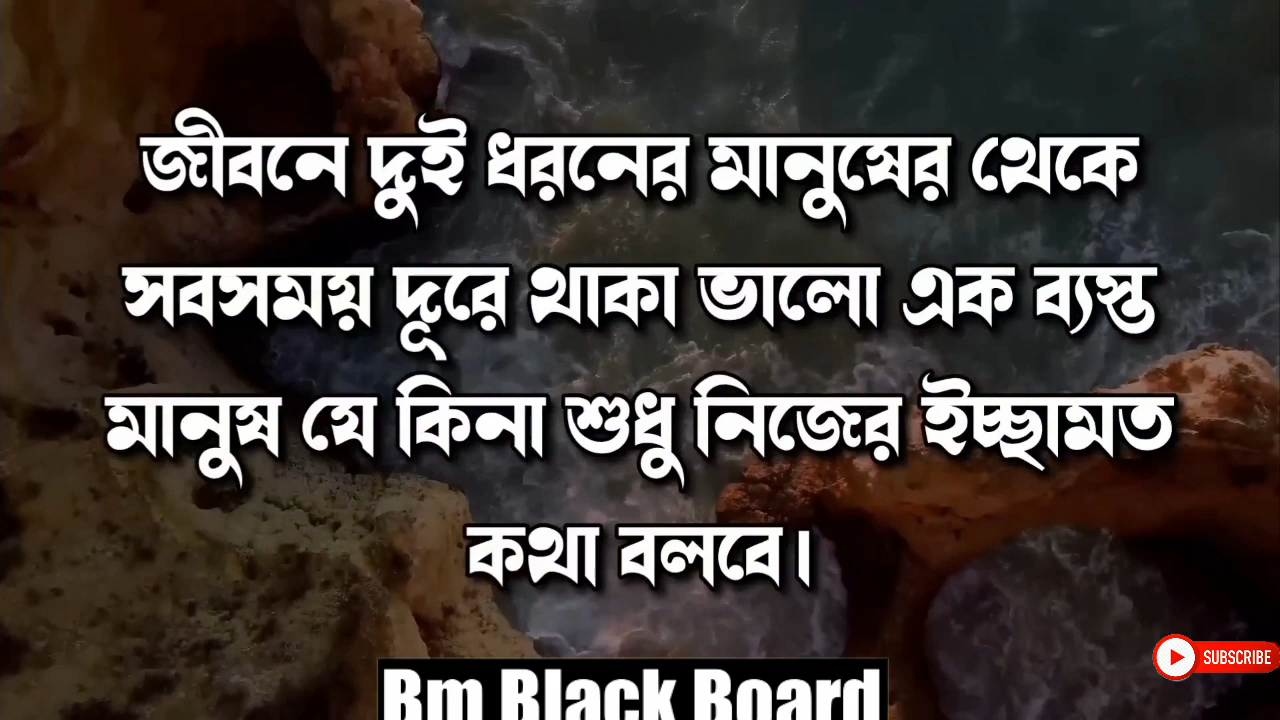 জীবনে দুই ধরনের মানুষের থেকে
সবসময় দূরে থাকা ভালো এক ব্যস্ত
মানুষ যে কিনা শুধু নিজের ইচ্ছামত
কথা বলবে।
SUBSCRIBE
Bm Black Board